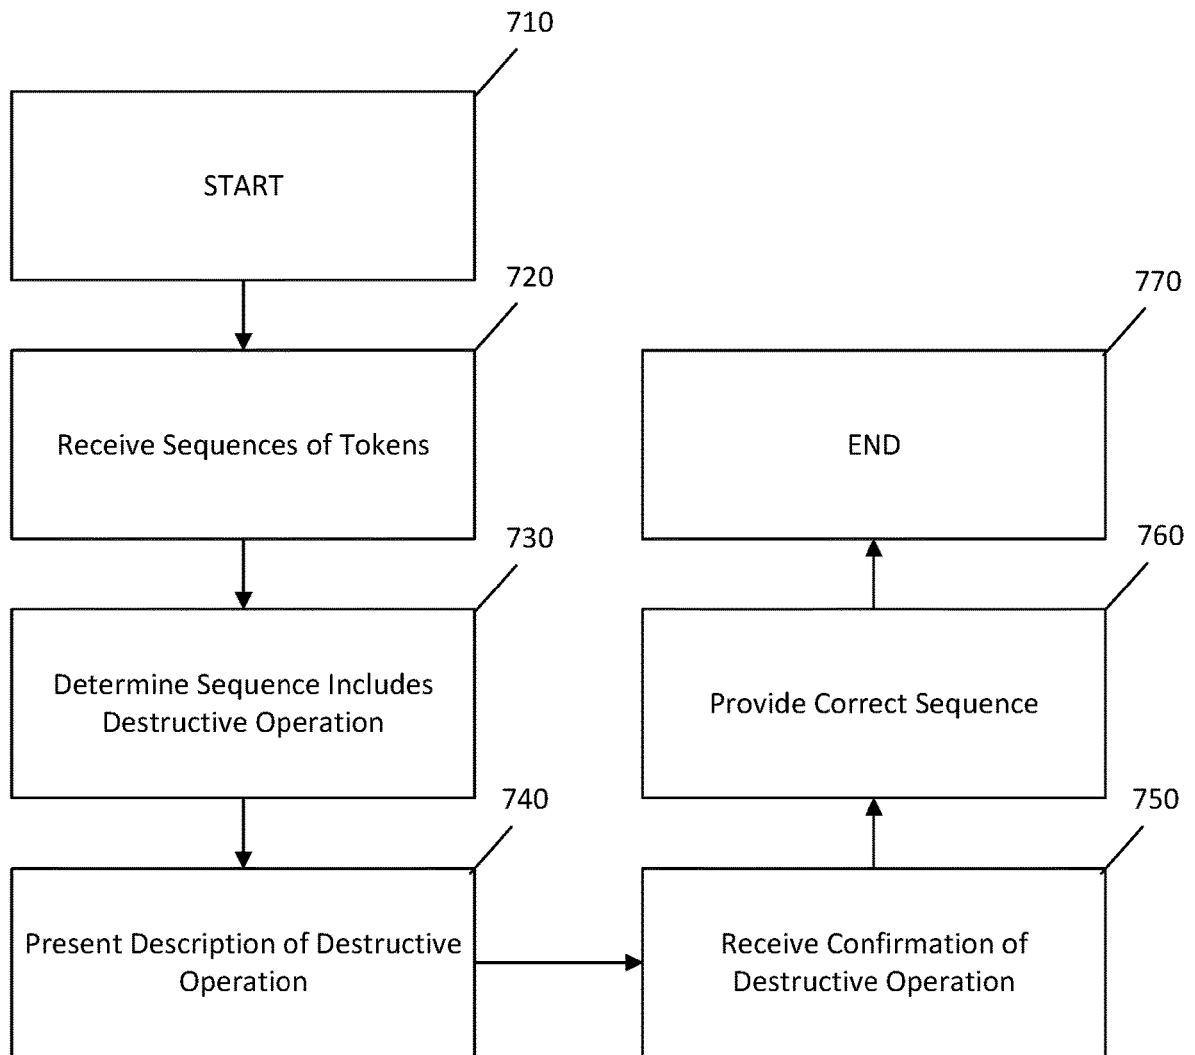 710
START
720
Receive Sequences of Tokens
730
Determine Sequence Includes
Destructive Operation
740
Present Description of Destructive
Operation
750
Receive Confirmation of
Destructive Operation
760
Provide Correct Sequence
770
END